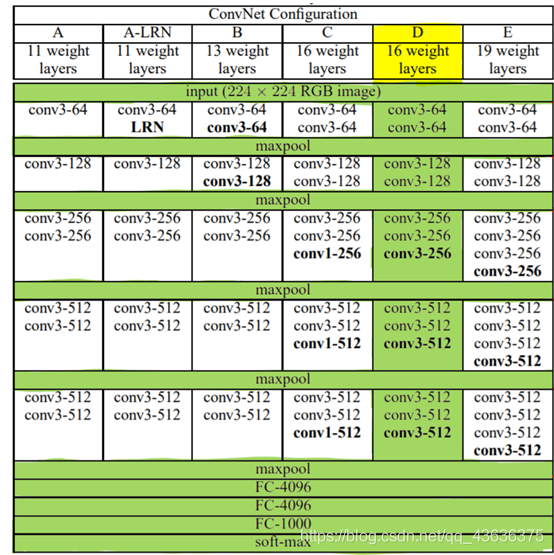 ConvNet Configuration
A A-LRN B C D E
11 weight 11 weight 13 weight 16 weight 16 weight 19 weight
layers layers layers layers layers layers
input (224 × 224 RGB image)
conv3-64 conv3-64 conv3-64 conv3-64 conv3-64 conv3-64
LRN conv3-64 conv3-64 conv3-64 conv3-64
maxpool
conv3-128 conv3-128 conv3-128 conv3-128 conv3-128 conv3-128
conv3-128 conv3-128 conv3-128 conv3-128
maxpool
conv3-256 conv3-256 conv3-256 conv3-256 conv3-256 conv3-256
conv3-256 conv3-256 conv3-256 conv3-256 conv3-256 conv3-256
conv1-256 conv3-256 conv3-256
conv3-256
maxpool
conv3-512 conv3-512 conv3-512 conv3-512 conv3-512 conv3-512
conv3-512 conv3-512 conv3-512 conv3-512 conv3-512 conv3-512
conv1-512 conv3-512 conv3-512
conv3-512
maxpool
conv3-512 conv3-512 conv3-512 conv3-512 conv3-512 conv3-512
conv3-512 conv3-512 conv3-512 conv3-512 conv3-512 conv3-512
conv1-512 conv3-512 conv3-512
conv3-512
maxpool
FC-4096
FC-4096
FC-1000
soft-max
https://blog.csdn.net/qq_43636375